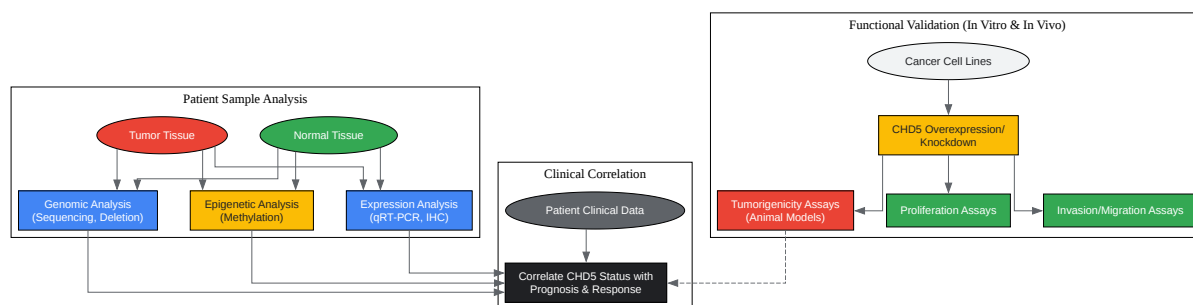 Functional Validation (In Vitro & In Vivo)
Cancer Cell Lines
CHD5 Overexpression/
Knockdown
Tumorigenicity Assays
(Animal Models)
Proliferation Assays
Invasion/Migration Assays
Patient Sample Analysis
Tumor Tissue
Normal Tissue
Genomic Analysis
(Sequencing, Deletion)
Epigenetic Analysis
(Methylation)
Expression Analysis
(qRT-PCR, IHC)
Clinical Correlation
Patient Clinical Data
Correlate CHD5 Status with
Prognosis & Response